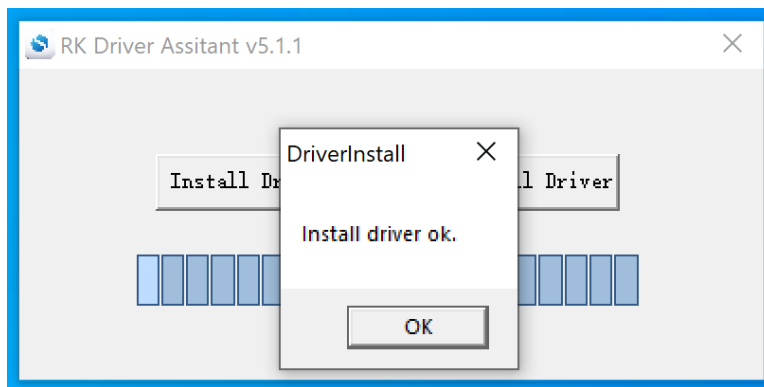 RK Driver Assitant v5.1.1
DriverInstall
Install Dr
ll Driver
Install driver ok.
OK